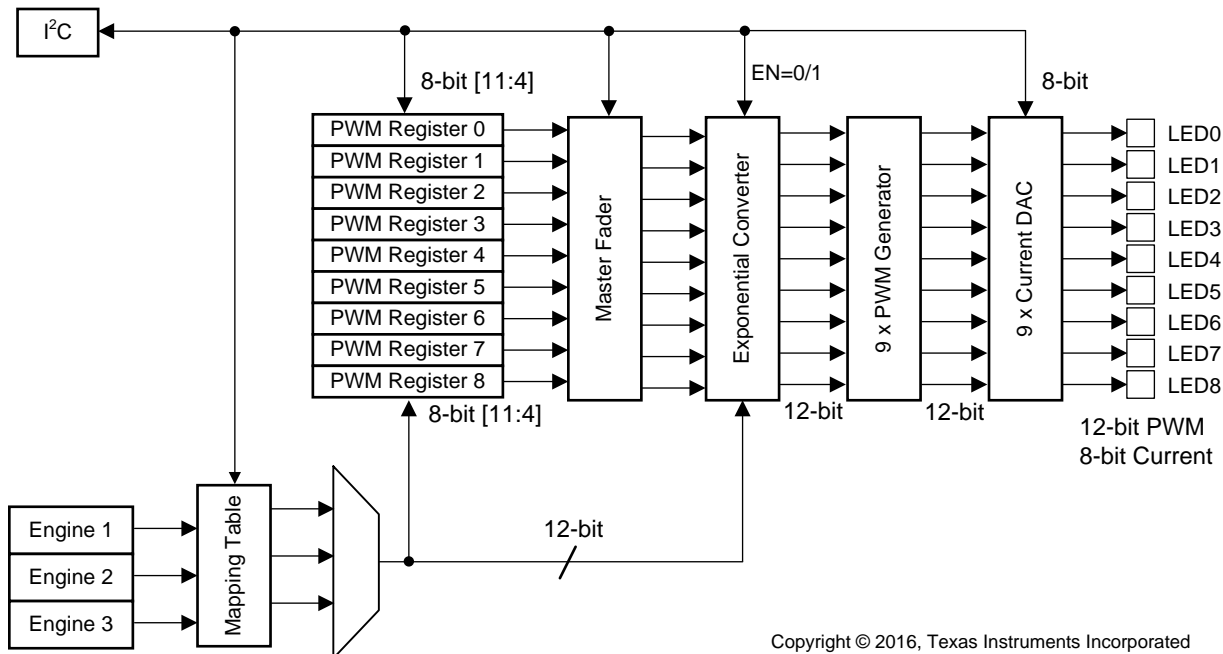 I²C
8-bit [11:4]
EN=0/1
8-bit
PWM Register 0
PWM Register 1
PWM Register 2
PWM Register 3
PWM Register 4
PWM Register 5
PWM Register 6
PWM Register 7
PWM Register 8
Master Fader
Exponential Converter
9 x PWM Generator
9 x Current DAC
LED0
LED1
LED2
LED3
LED4
LED5
LED6
LED7
LED8
8-bit [11:4]
12-bit
12-bit
12-bit PWM
8-bit Current
Engine 1
Engine 2
Engine 3
Mapping Table
12-bit
Copyright © 2016, Texas Instruments Incorporated